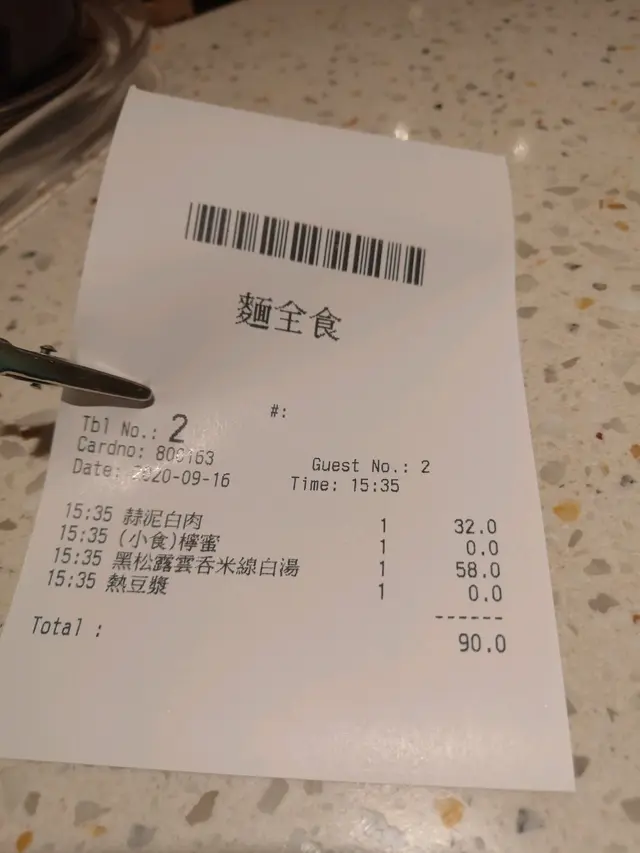 麵全食
#:
Tbl No.: 2
Cardno: 800163
Guest No.: 2
Date: 2020-09-16
Time: 15:35
15:35 蒜泥白肉 1 32.0
15:35 (小食)檸蜜 1 0.0
15:35 黑松露雲吞米線白湯 1 58.0
15:35 熱豆漿 1 0.0
------
Total : 90.0